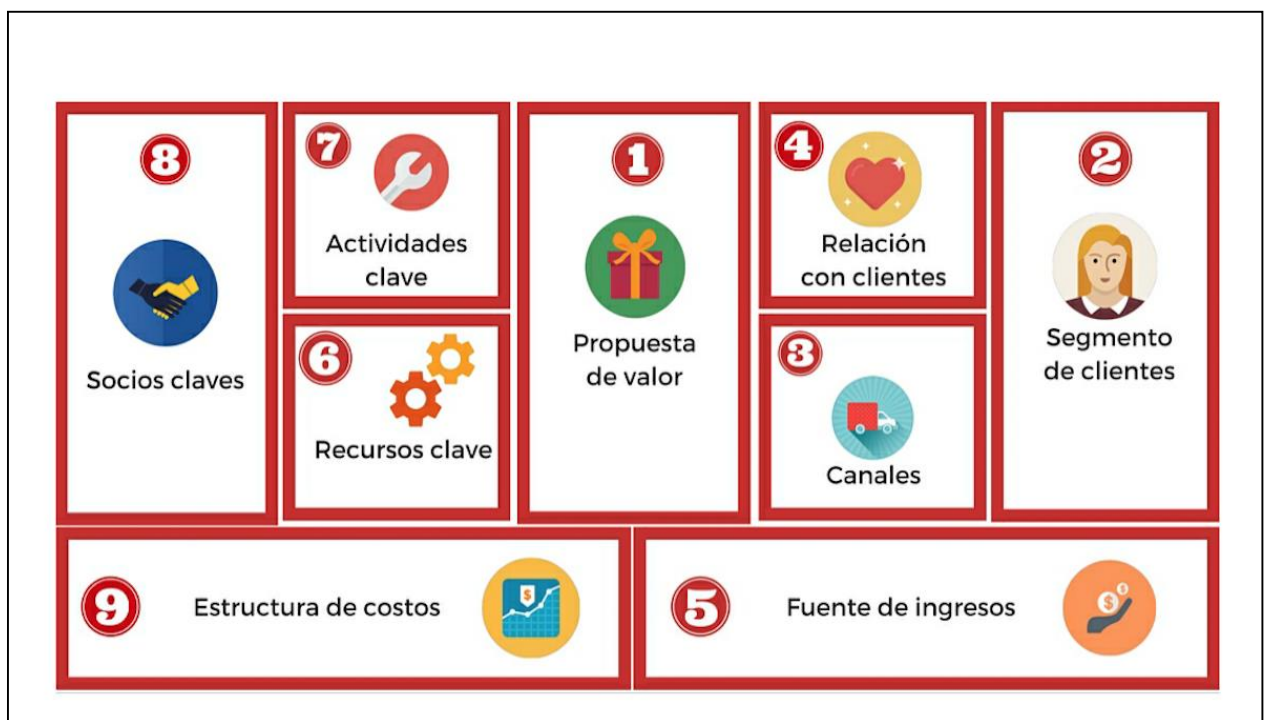 8
Socios claves
7
Actividades
clave
6
Recursos clave
1
Propuesta
de valor
4
Relación
con clientes
3
Canales
2
Segmento
de clientes
9
Estructura de costos
$
5
Fuente de ingresos
$
$